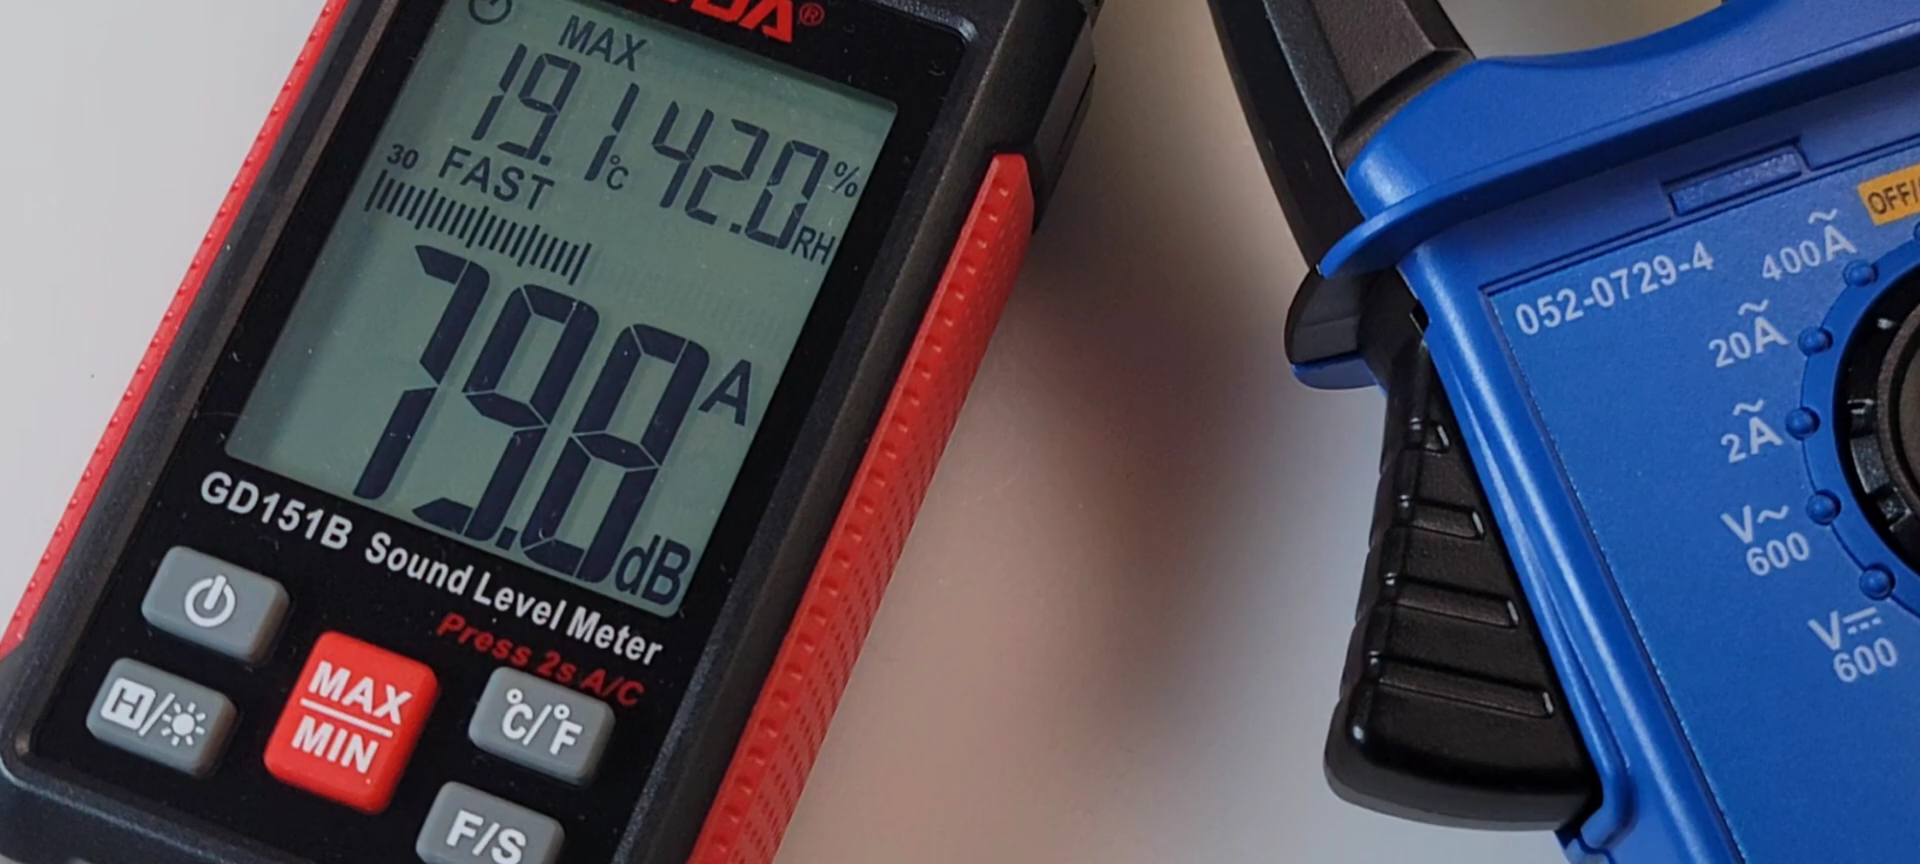 MAX
19.1 °C 42.0 % RH
30 FAST
79.8 A dB
GD151B Sound Level Meter
Press 2s A/C
H/
MAX
MIN
°C/°F
F/S
OFF/
052-0729-4
400A
20A
2A
V~
600
V⎓
600